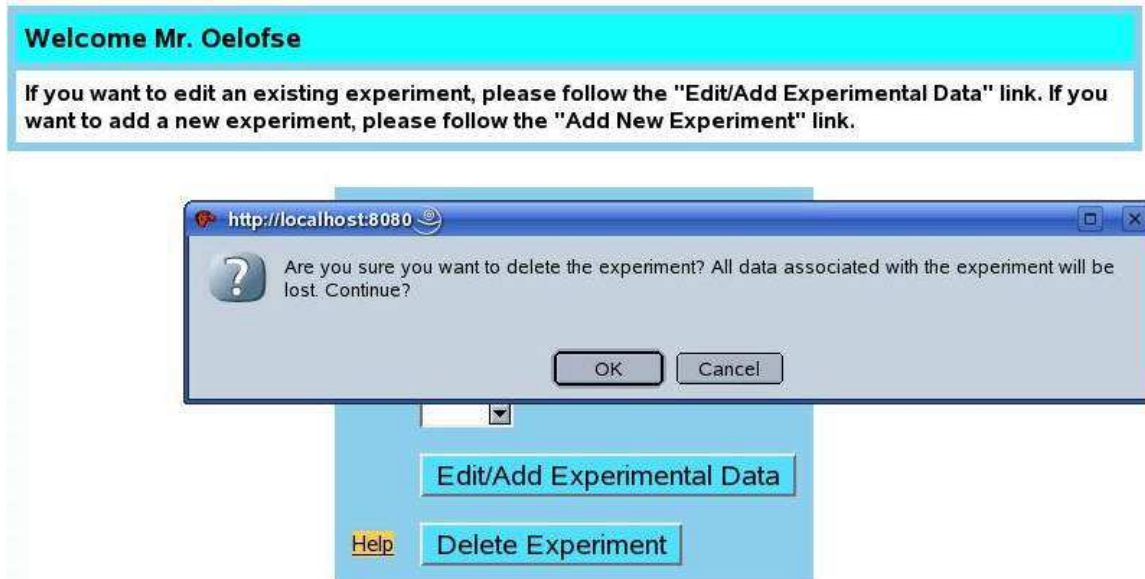 Welcome Mr. Oelofse
If you want to edit an existing experiment, please follow the "Edit/Add Experimental Data" link. If you
want to add a new experiment, please follow the "Add New Experiment" link.
http://localhost:8080
Are you sure you want to delete the experiment? All data associated with the experiment will be
lost. Continue?
OK Cancel
Edit/Add Experimental Data
Help Delete Experiment